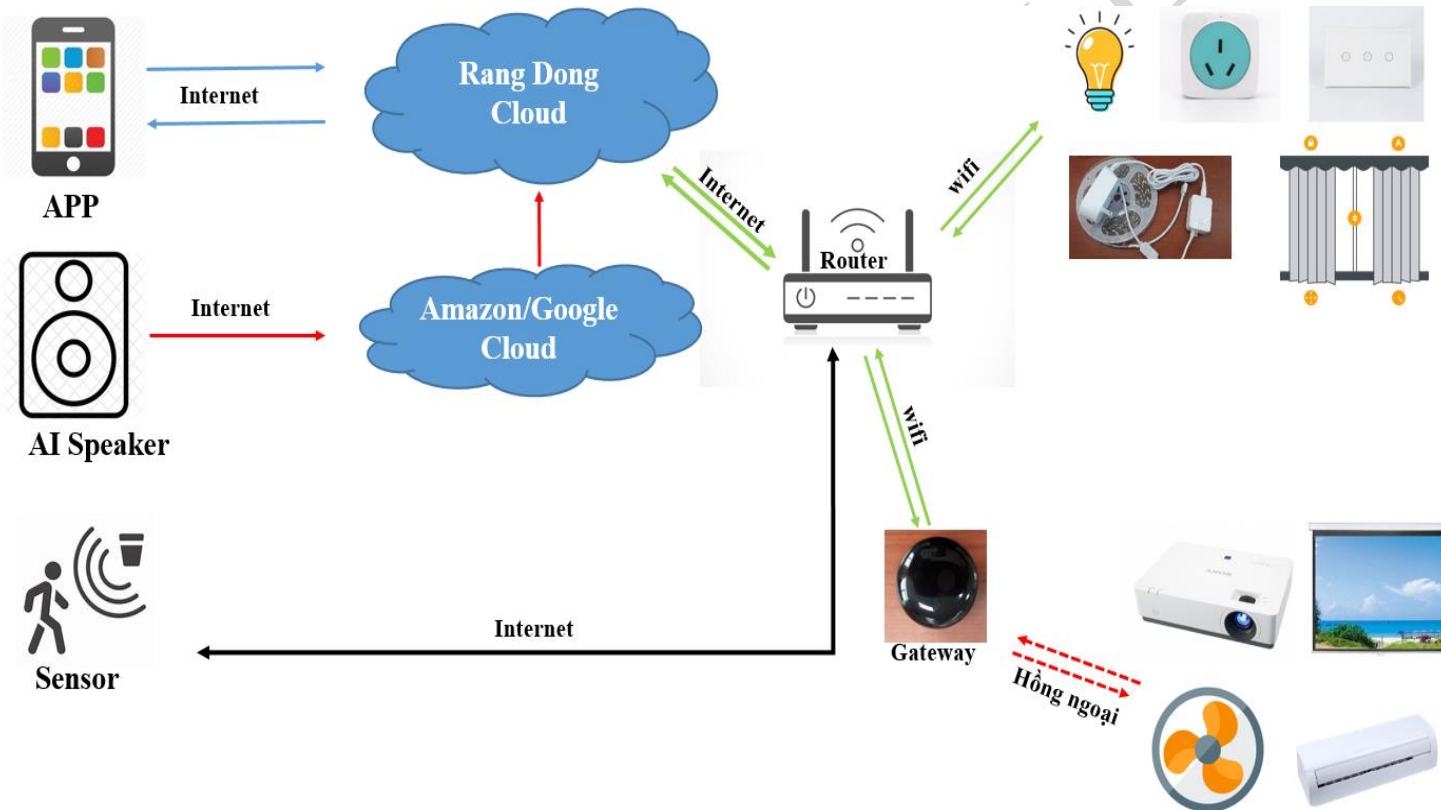 Internet
APP
Rang Dong
Cloud
Internet
wifi
Router
Internet
AI Speaker
Amazon/Google
Cloud
wifi
Sensor
Internet
Gateway
Hồng ngoại
SONY